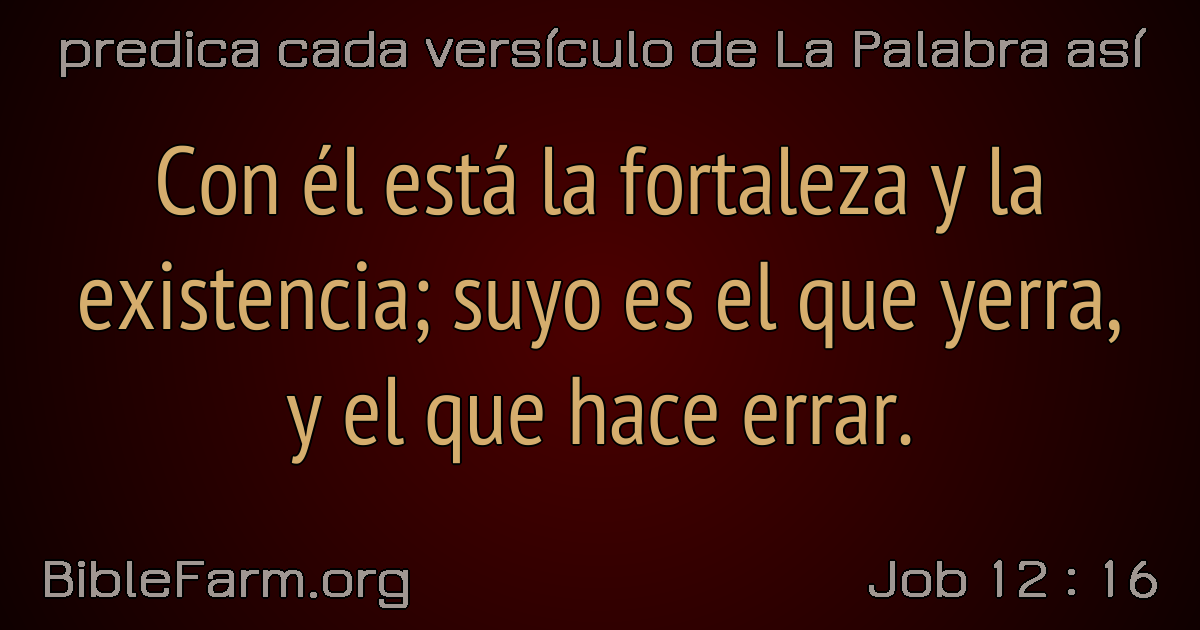 predica cada versículo de La Palabra así
Con él está la fortaleza y la
existencia; suyo es el que yerra,
y el que hace errar.
BibleFarm.org
Job 12 : 16